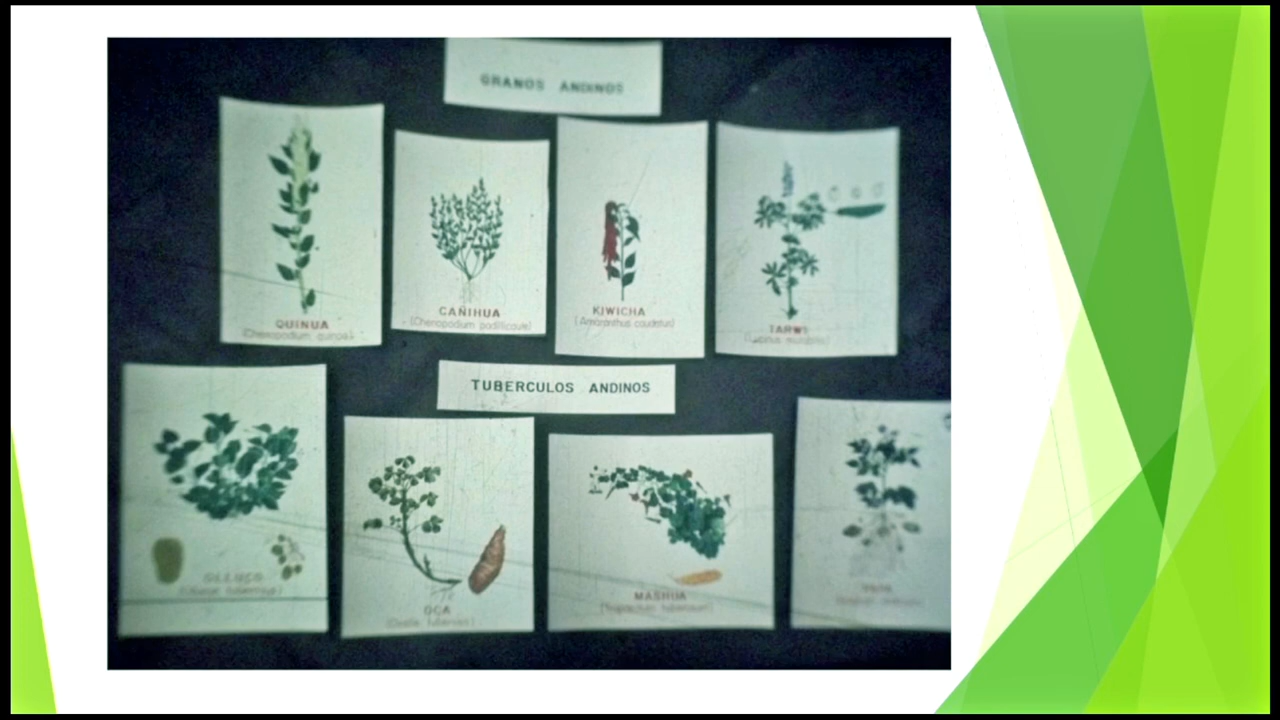 GRANOS ANDINOS
QUINUA
(Chenopodium quinoa)
CAÑIHUA
(Chenopodium padillicaule)
KIWICHA
(Amaranthus caudatus)
TARWI
TUBERCULOS ANDINOS
OLLUCO
OCA
(Oxalis tuberosa)
MASHUA
(Tropaeolum tuberosum)